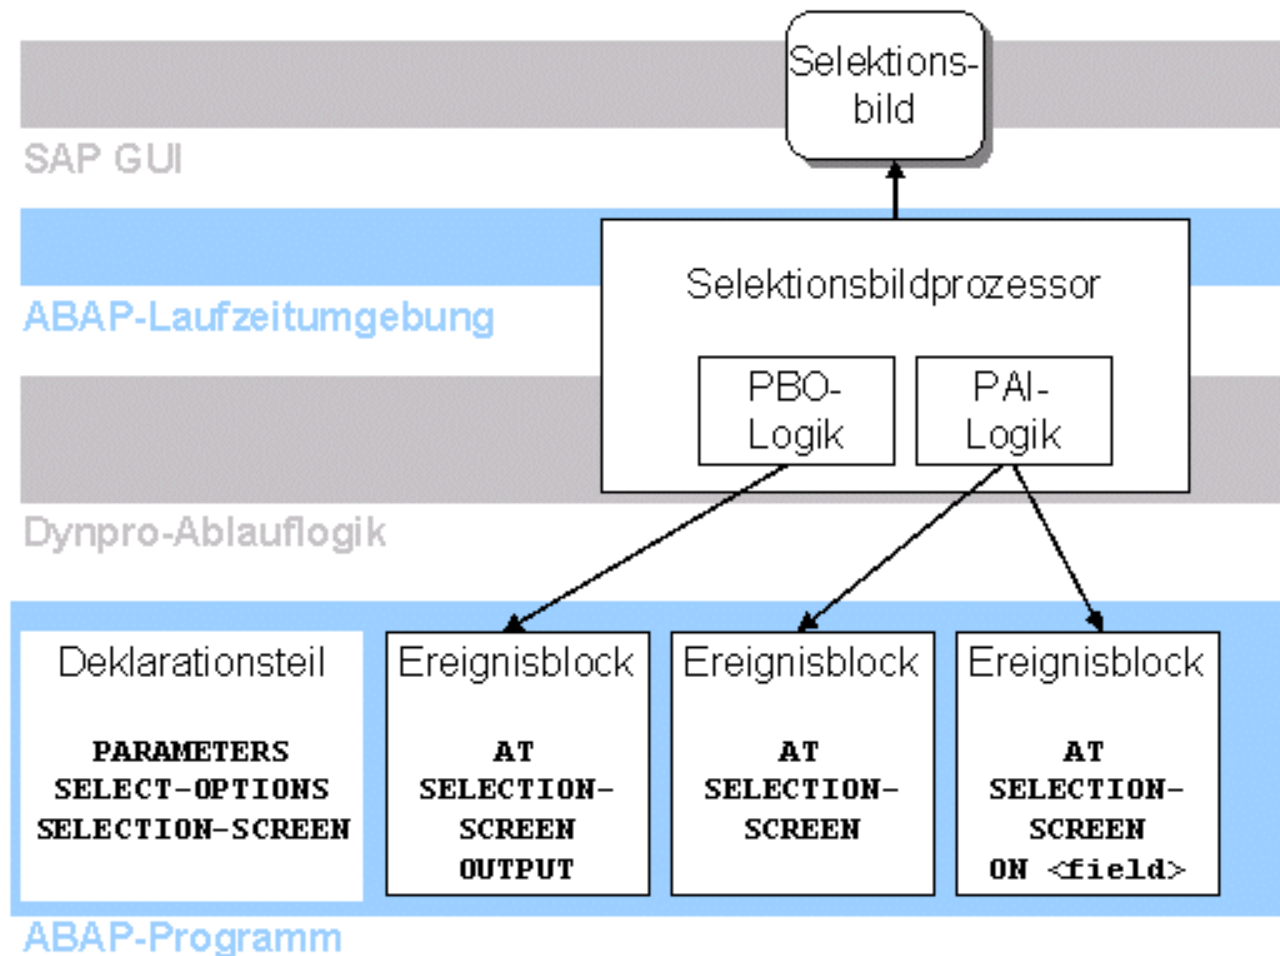 Selektions-
bild
SAP GUI
Selektionsbildprozessor
ABAP-Laufzeitumgebung
PBO-
Logik
PAI-
Logik
Dynpro-Ablauflogik
Deklarationsteil
PARAMETERS
SELECT-OPTIONS
SELECTION-SCREEN
Ereignisblock
AT
SELECTION-
SCREEN
OUTPUT
Ereignisblock
AT
SELECTION-
SCREEN
Ereignisblock
AT
SELECTION-
SCREEN
ON <field>
ABAP-Programm